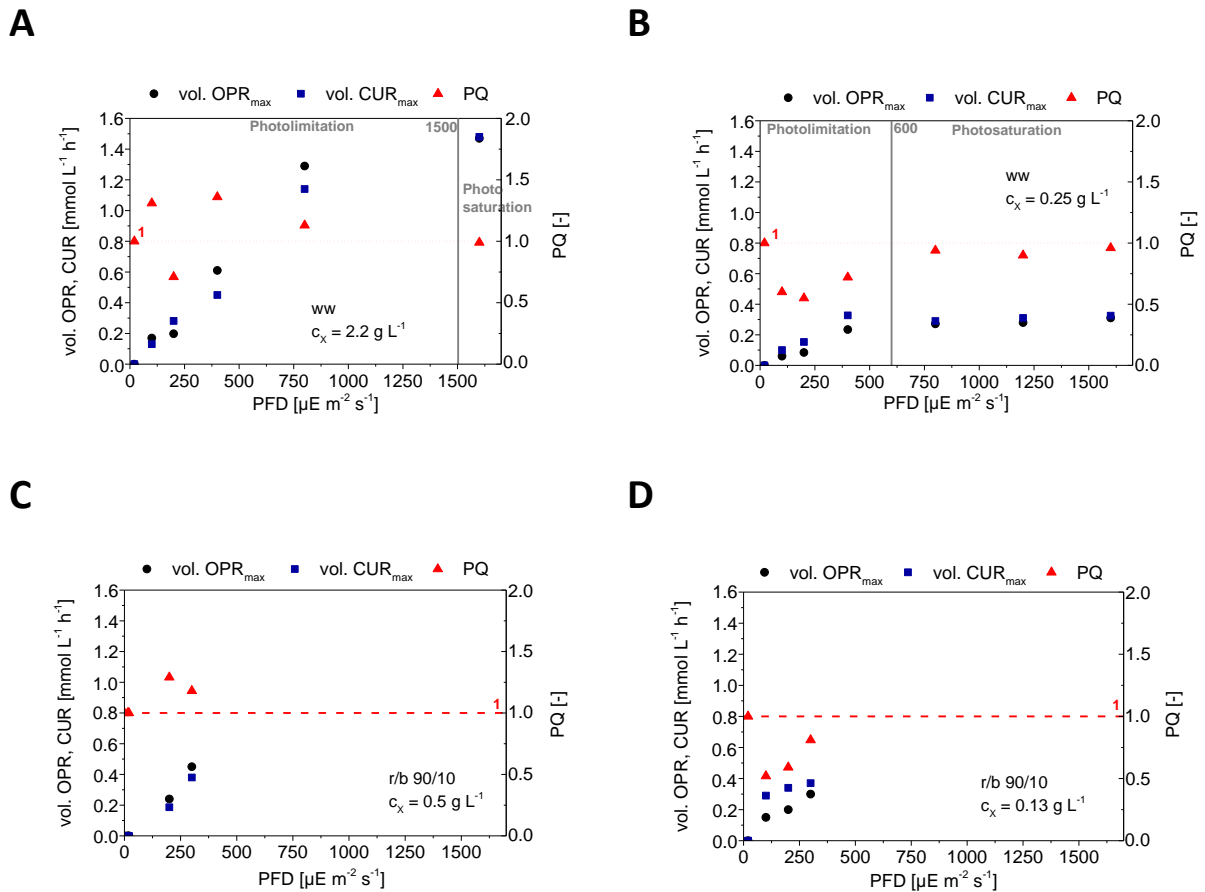 A
vol. OPRmax vol. CURmax PQ
vol. OPR, CUR [mmol L-1 h-1]
1.6
1.4
1.2
1.0
0.8
0.6
0.4
0.2
0.0
Photolimitation 1500
Photo
saturation
1
ww
cX = 2.2 g L-1
2.0
1.5
1.0
0.5
0.0
PQ [-]
0 250 500 750 1000 1250 1500
PFD [µE m-2 s-1]
B
vol. OPRmax vol. CURmax PQ
vol. OPR, CUR [mmol L-1 h-1]
1.6
1.4
1.2
1.0
0.8
0.6
0.4
0.2
0.0
Photolimitation 600 Photosaturation
ww
cX = 0.25 g L-1
1
2.0
1.5
1.0
0.5
0.0
PQ [-]
0 250 500 750 1000 1250 1500
PFD [µE m-2 s-1]
C
vol. OPRmax vol. CURmax PQ
vol. OPR, CUR [mmol L-1 h-1]
1.6
1.4
1.2
1.0
0.8
0.6
0.4
0.2
0.0
1
r/b 90/10
cX = 0.5 g L-1
2.0
1.5
1.0
0.5
0.0
PQ [-]
0 250 500 750 1000 1250 1500
PFD [µE m-2 s-1]
D
vol. OPRmax vol. CURmax PQ
vol. OPR, CUR [mmol L-1 h-1]
1.6
1.4
1.2
1.0
0.8
0.6
0.4
0.2
0.0
1
r/b 90/10
cX = 0.13 g L-1
2.0
1.5
1.0
0.5
0.0
PQ [-]
0 250 500 750 1000 1250 1500
PFD [µE m-2 s-1]